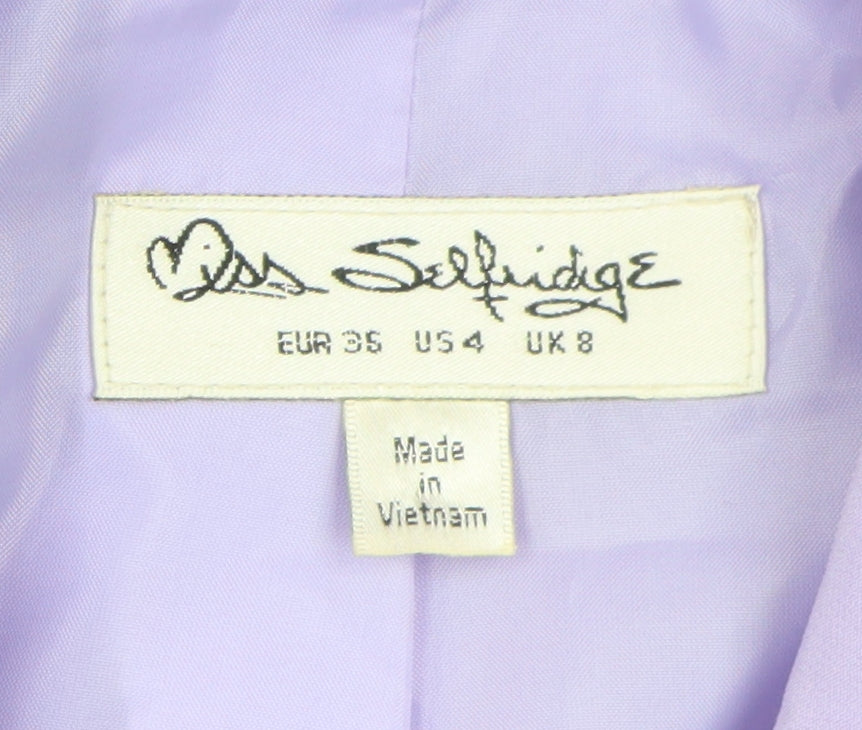 Miss Selfridge
EUR 36 US 4 UK 8
Made
in
Vietnam